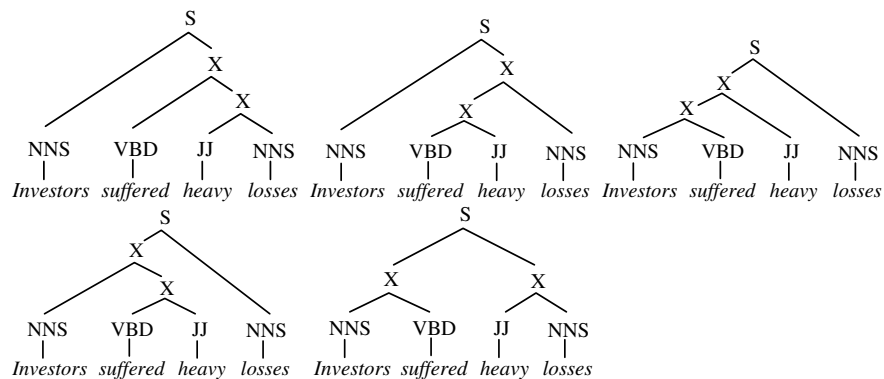 S S S
X X X
X X X
NNS VBD JJ NNS NNS VBD JJ NNS NNS VBD JJ NNS
Investors suffered heavy losses Investors suffered heavy losses Investors suffered heavy losses
S S
X
X X X
NNS VBD JJ NNS NNS VBD JJ NNS
Investors suffered heavy losses Investors suffered heavy losses